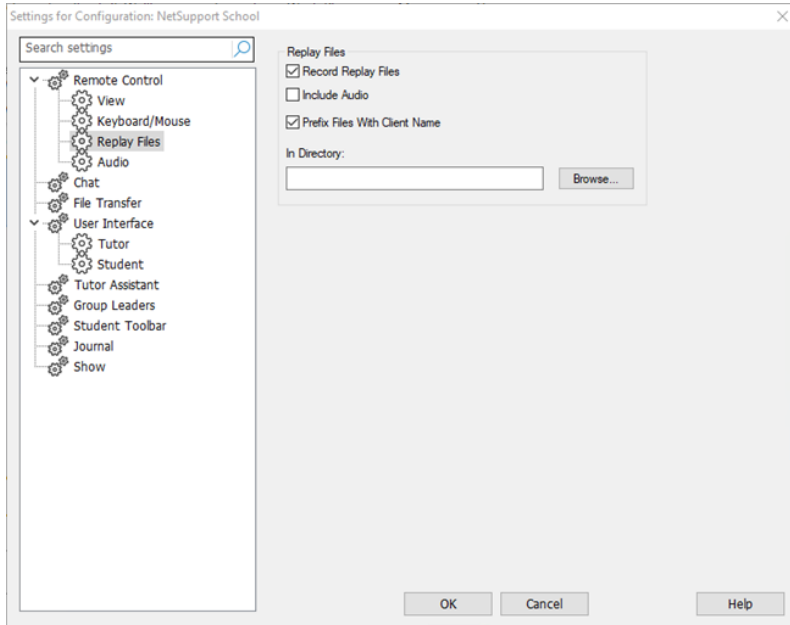 Settings for Configuration: NetSupport School
Search settings
Remote Control
View
Keyboard/Mouse
Replay Files
Audio
Chat
File Transfer
User Interface
Tutor
Student
Tutor Assistant
Group Leaders
Student Toolbar
Journal
Show
Replay Files
Record Replay Files
Include Audio
Prefix Files With Client Name
In Directory:
Browse...
OK
Cancel
Help